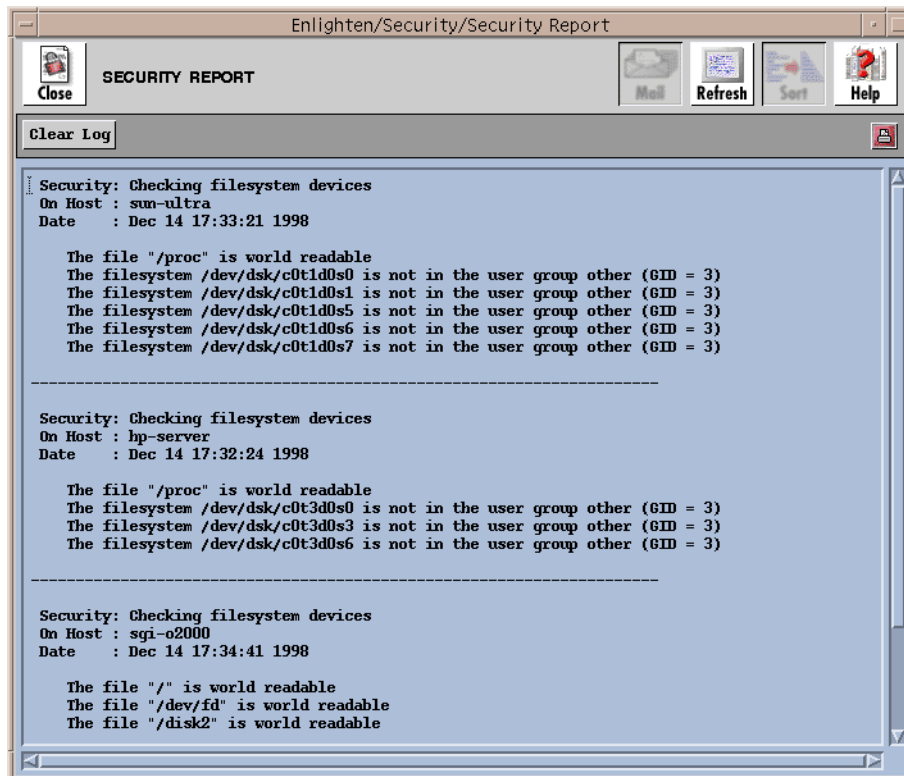 Enlighten/Security/Security Report
Close
SECURITY REPORT
Mail
Refresh
Sort
Help
Clear Log
Security: Checking filesystem devices
On Host : sun-ultra
Date    : Dec 14 17:33:21 1998
The file "/proc" is world readable
The filesystem /dev/dsk/c0t1d0s0 is not in the user group other (GID = 3)
The filesystem /dev/dsk/c0t1d0s1 is not in the user group other (GID = 3)
The filesystem /dev/dsk/c0t1d0s5 is not in the user group other (GID = 3)
The filesystem /dev/dsk/c0t1d0s6 is not in the user group other (GID = 3)
The filesystem /dev/dsk/c0t1d0s7 is not in the user group other (GID = 3)
Security: Checking filesystem devices
On Host : hp-server
Date    : Dec 14 17:32:24 1998
The file "/proc" is world readable
The filesystem /dev/dsk/c0t3d0s0 is not in the user group other (GID = 3)
The filesystem /dev/dsk/c0t3d0s3 is not in the user group other (GID = 3)
The filesystem /dev/dsk/c0t3d0s6 is not in the user group other (GID = 3)
Security: Checking filesystem devices
On Host : sgi-o2000
Date    : Dec 14 17:34:41 1998
The file "/" is world readable
The file "/dev/fd" is world readable
The file "/disk2" is world readable